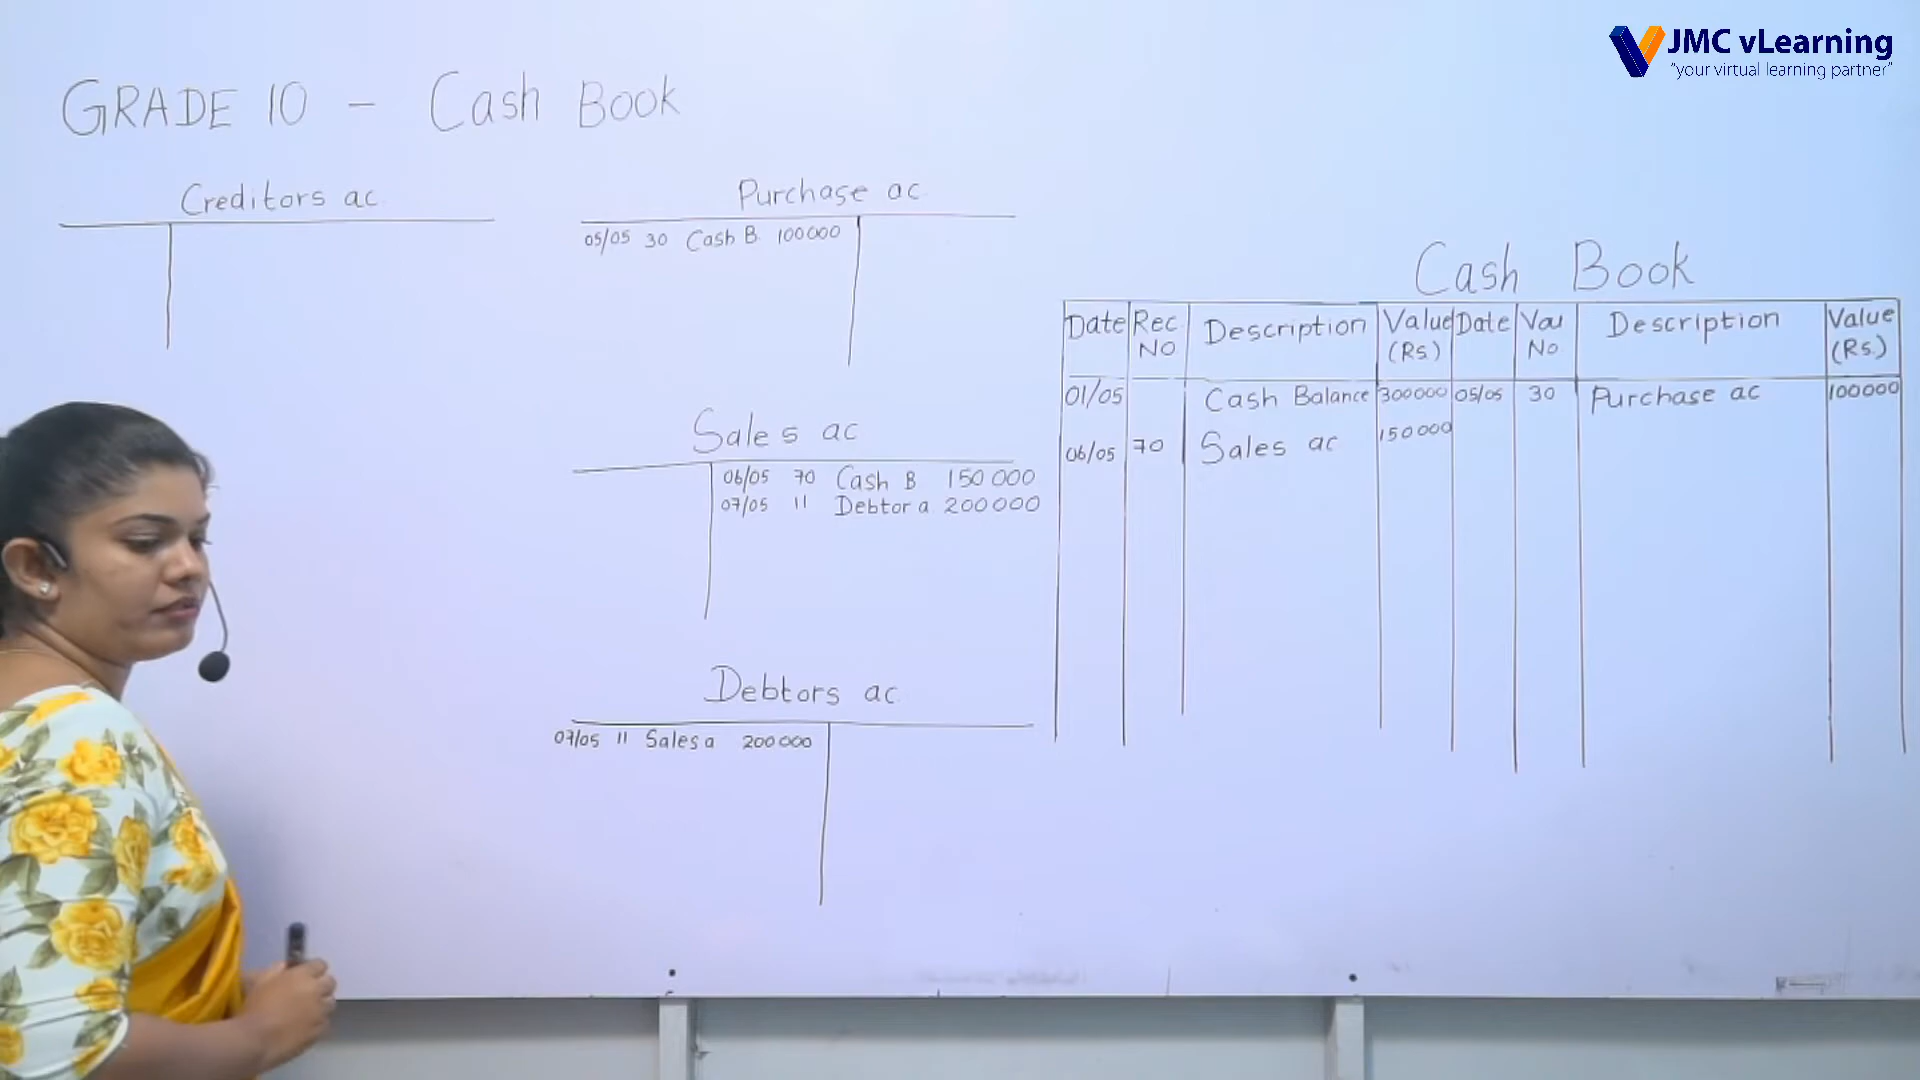 JMC vLearning
"your virtual learning partner"
GRADE 10 - Cash Book
Creditors ac
Purchase ac
05/05 30 Cash B. 100000
Sales ac
06/05 70 Cash B 150 000
07/05 11 Debtor a 200000
Debtors ac
07/05 11 Sales a 200000
Cash Book
Date Rec No Description Value (Rs.) Date Vou No Description Value (Rs.)
01/05 Cash Balance 300000 05/05 30 Purchase ac 100000
06/05 70 Sales ac 150000